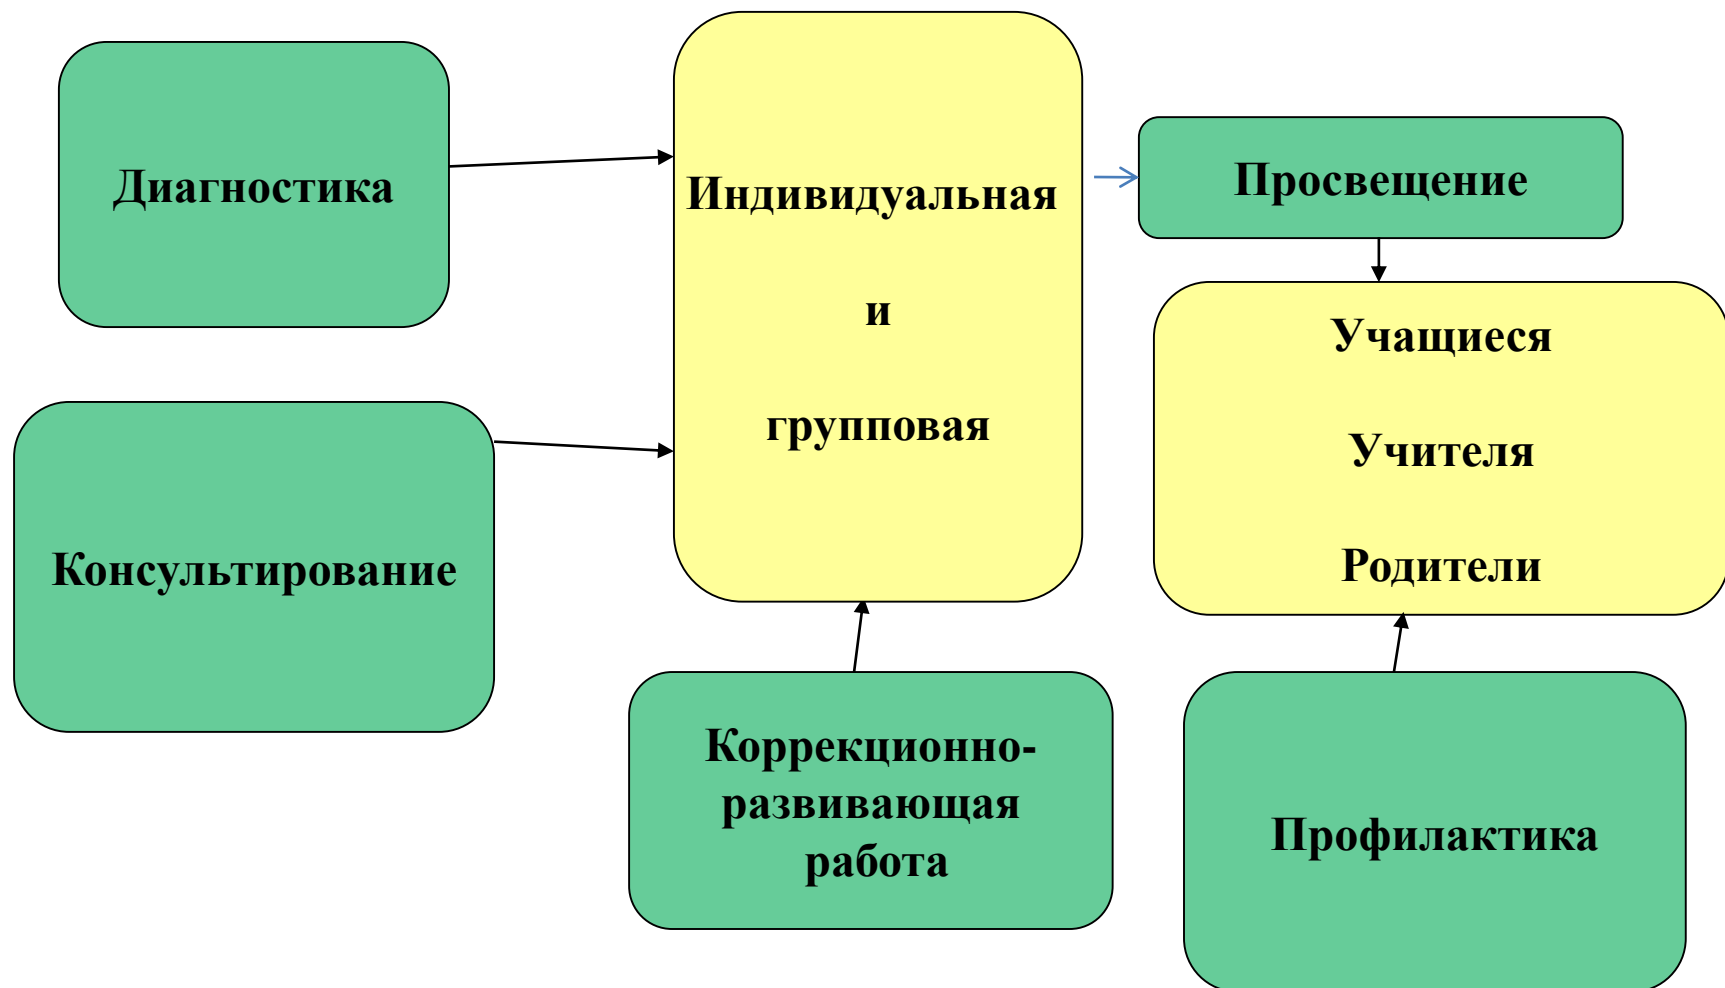 Диагностика
Консультирование
Индивидуальная
и
групповая
Коррекционно-
развивающая
работа
Просвещение
Учащиеся
Учителя
Родители
Профилактика